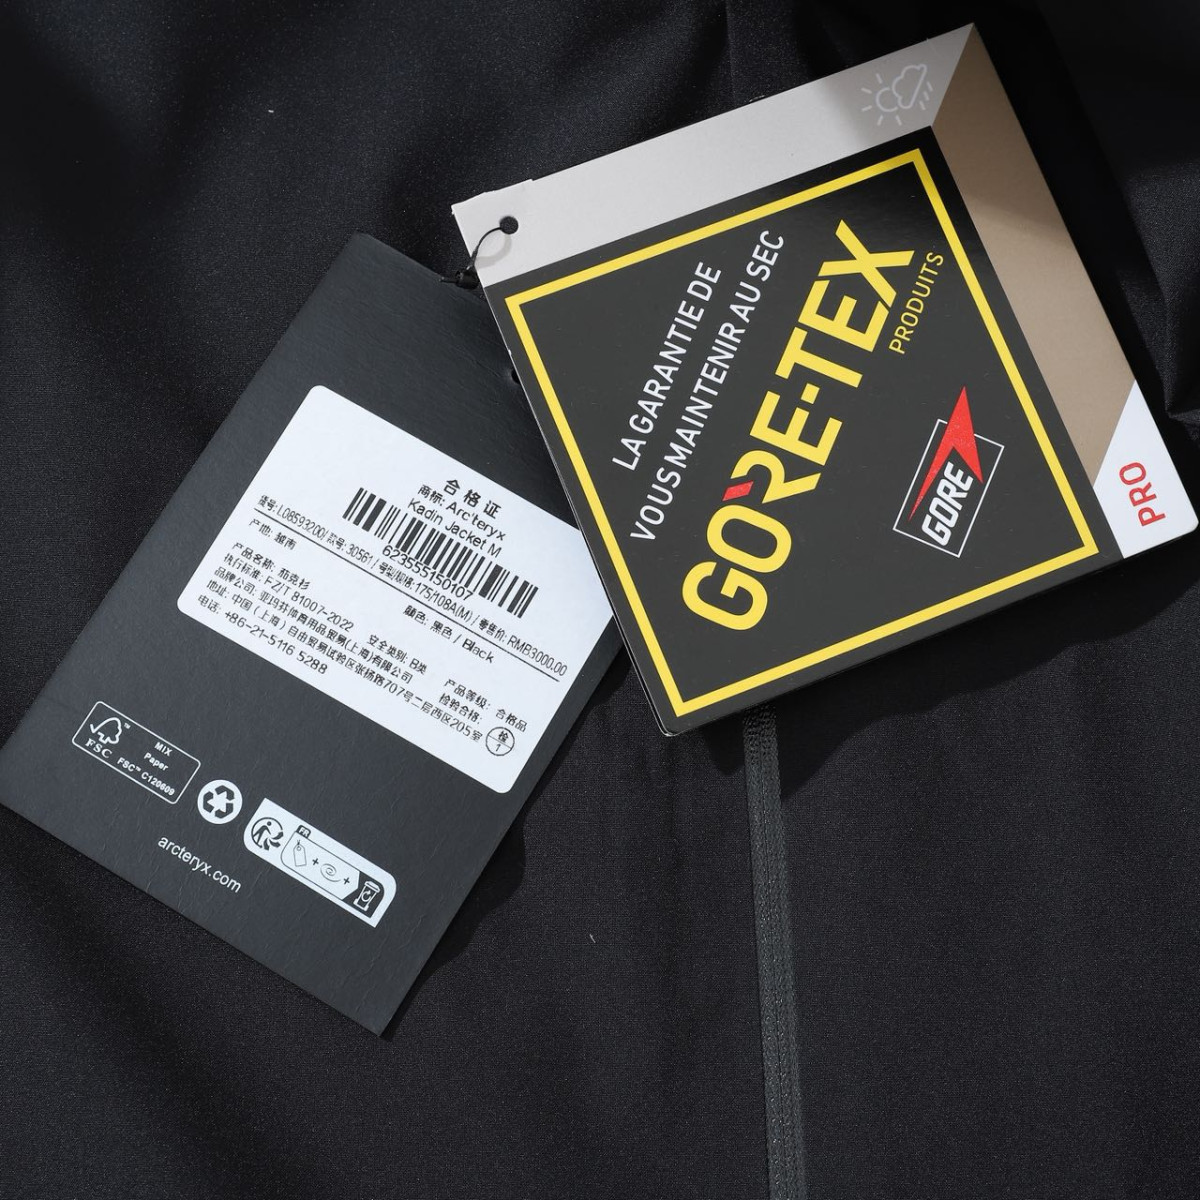 合格证
商标: Arc'teryx
Kadin Jacket M
623555150107
货号: L08593200/ 款号: 30561 / 号型/规格: 175/108A(M) / 零售价: RMB3000.00
产地: 越南
颜色: 黑色 / Black
产品名称: 茄克衫
执行标准: FZ/T 81007-2022 安全类别: B类
产品等级: 合格品
品牌公司: 亚玛芬体育用品贸易(上海)有限公司
检验合格: 检1
地址: 中国(上海)自由贸易试验区张杨路707号二层西区205室
电话: +86-21-5116 5288
FSC™
MIX
Paper
FSC™ C120609
FR
arcteryx.com
LA GARANTIE DE
VOUS MAINTENIR AU SEC
GORE-TEX
PRODUITS
GORE
PRO